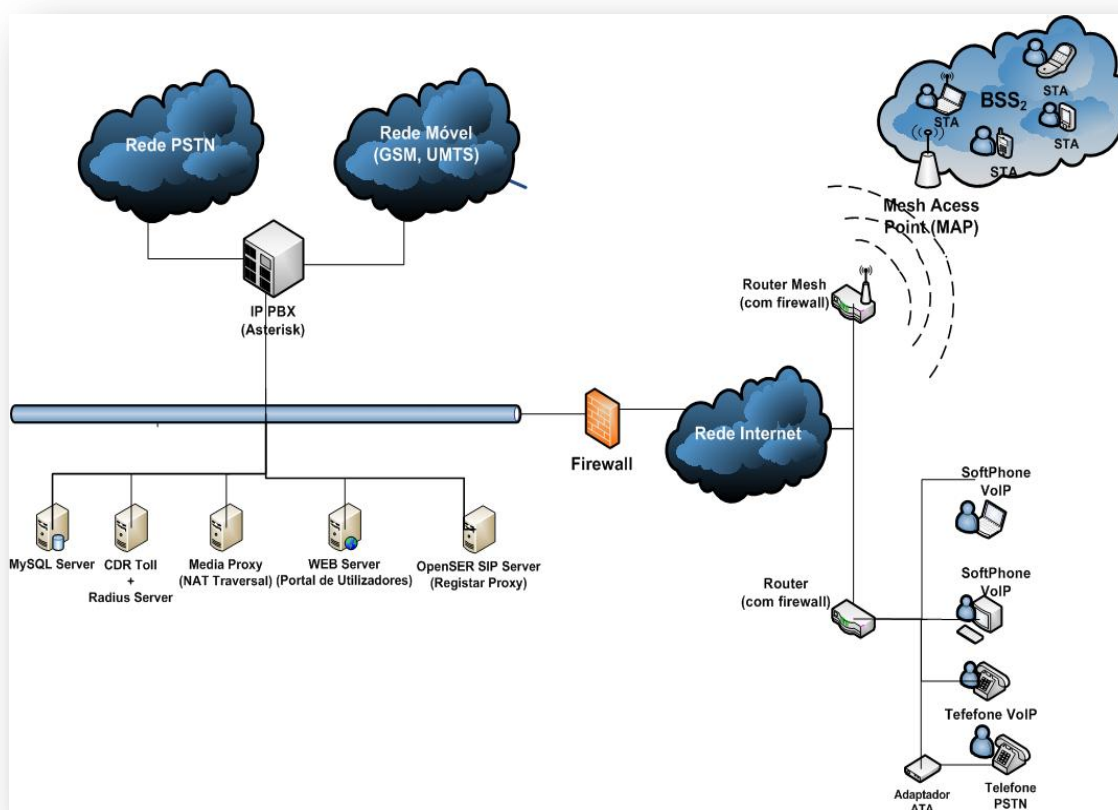 Rede PSTN
Rede Móvel
(GSM, UMTS)
STA
BSS2
STA
STA
STA
Mesh Acess
Point (MAP)
IP PBX
(Asterisk)
Router Mesh
(com firewall)
Firewall
Rede Internet
MySQL Server
CDR Toll
+
Radius Server
Media Proxy
(NAT Traversal)
WEB Server
(Portal de Utilizadores)
OpenSER SIP Server
(Registar Proxy)
Router
(com firewall)
SoftPhone
VoIP
SoftPhone
VoIP
Tefefone VoIP
Adaptador
ATA
Telefone
PSTN